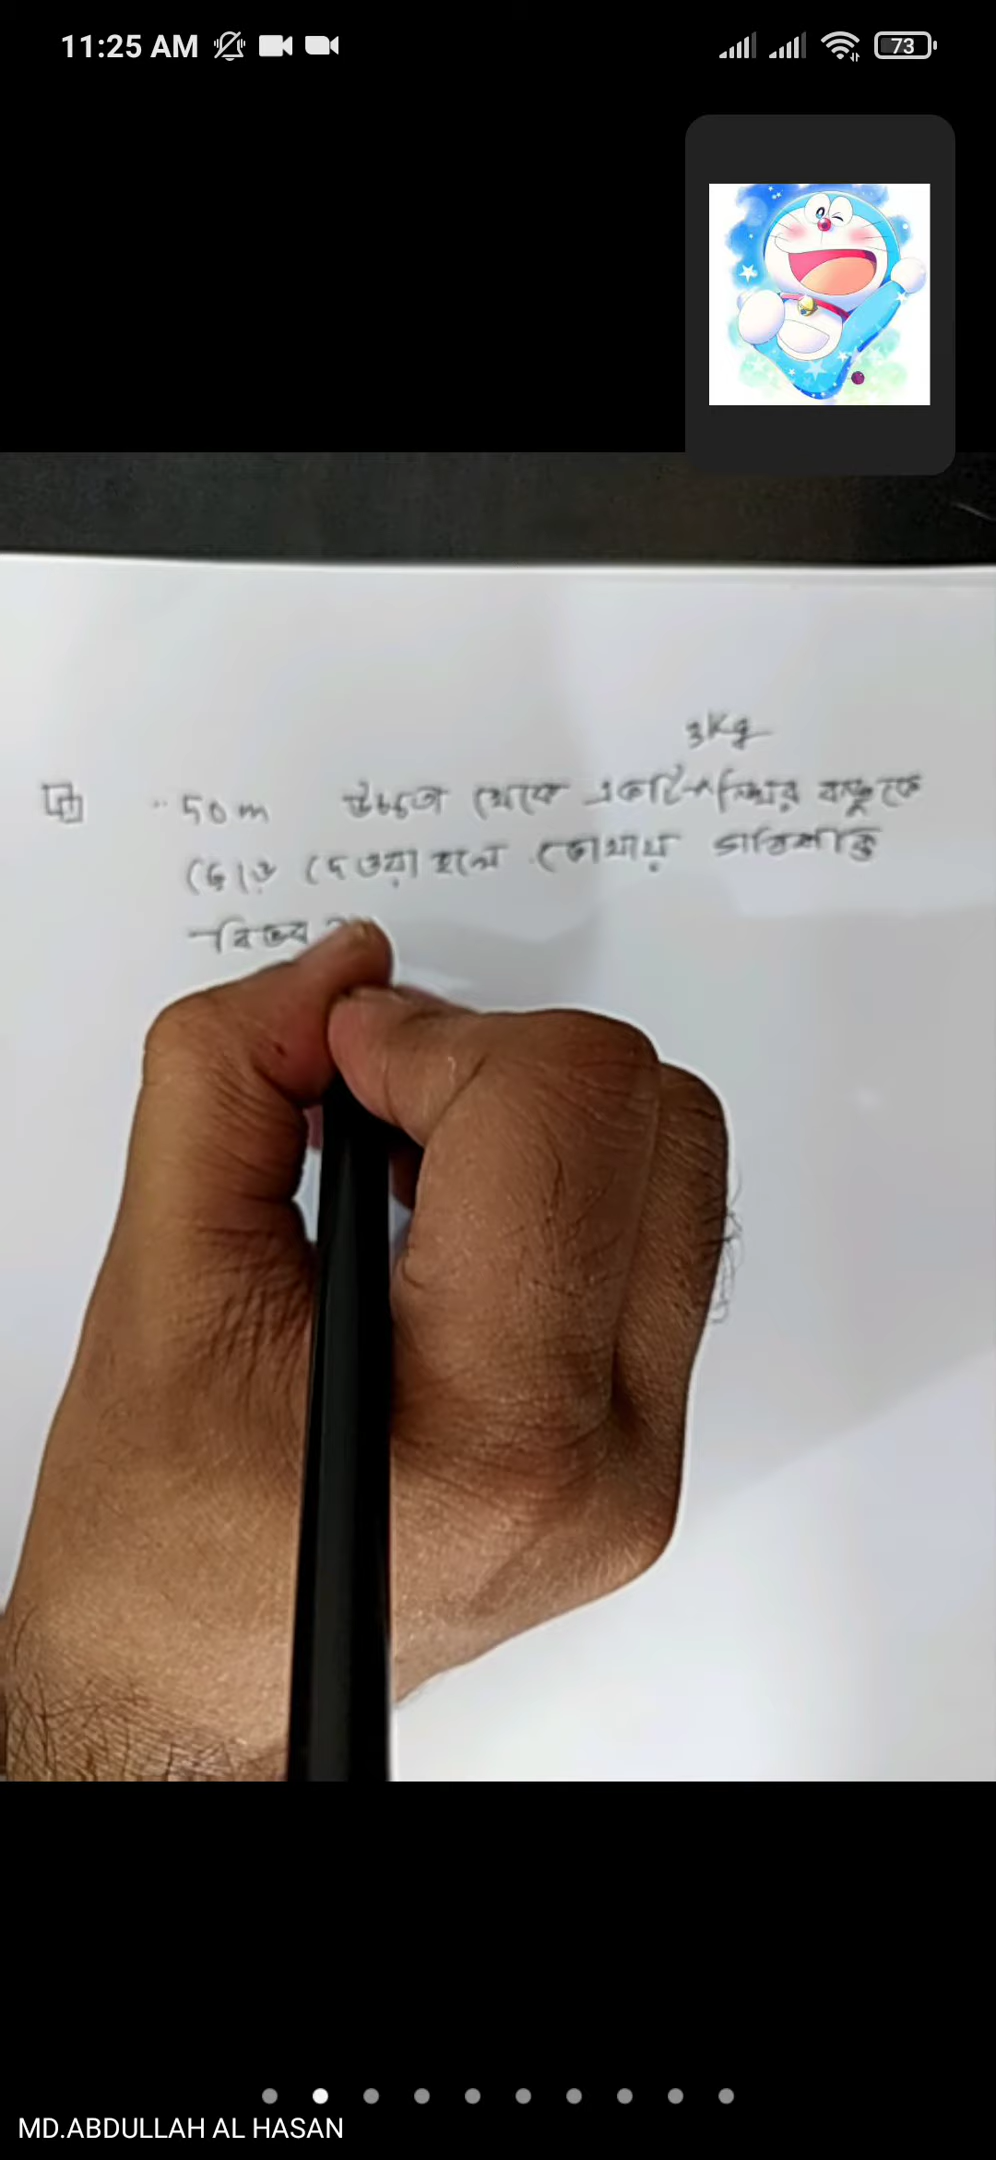 11:25 AM
73
3kg
50m উচ্চতা থেকে একটি স্থির বস্তুকে
ছেড়ে দেওয়া হলে কোথায় গতিশক্তি
বিভব
MD.ABDULLAH AL HASAN